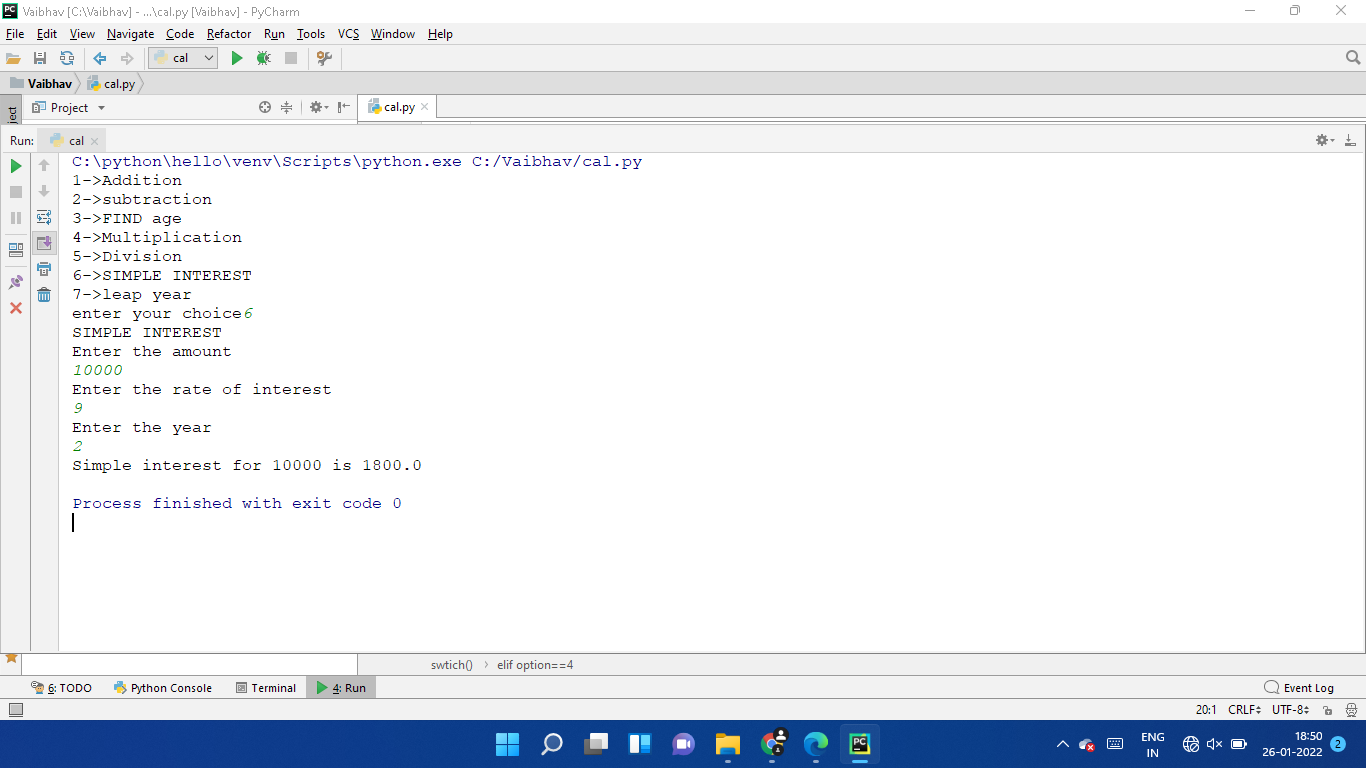 Vaibhav [C:\Vaibhav] - ...\cal.py [Vaibhav] - PyCharm
File Edit View Navigate Code Refactor Run Tools VCS Window Help
cal
Vaibhav cal.py
Project cal.py
Run: cal
C:\python\hello\venv\Scripts\python.exe C:/Vaibhav/cal.py
1->Addition
2->subtraction
3->FIND age
4->Multiplication
5->Division
6->SIMPLE INTEREST
7->leap year
enter your choice6
SIMPLE INTEREST
Enter the amount
10000
Enter the rate of interest
9
Enter the year
2
Simple interest for 10000 is 1800.0
Process finished with exit code 0
swtich() elif option==4
6: TODO Python Console Terminal 4: Run Event Log
20:1 CRLF UTF-8
ENG 18:50
IN 26-01-2022 2